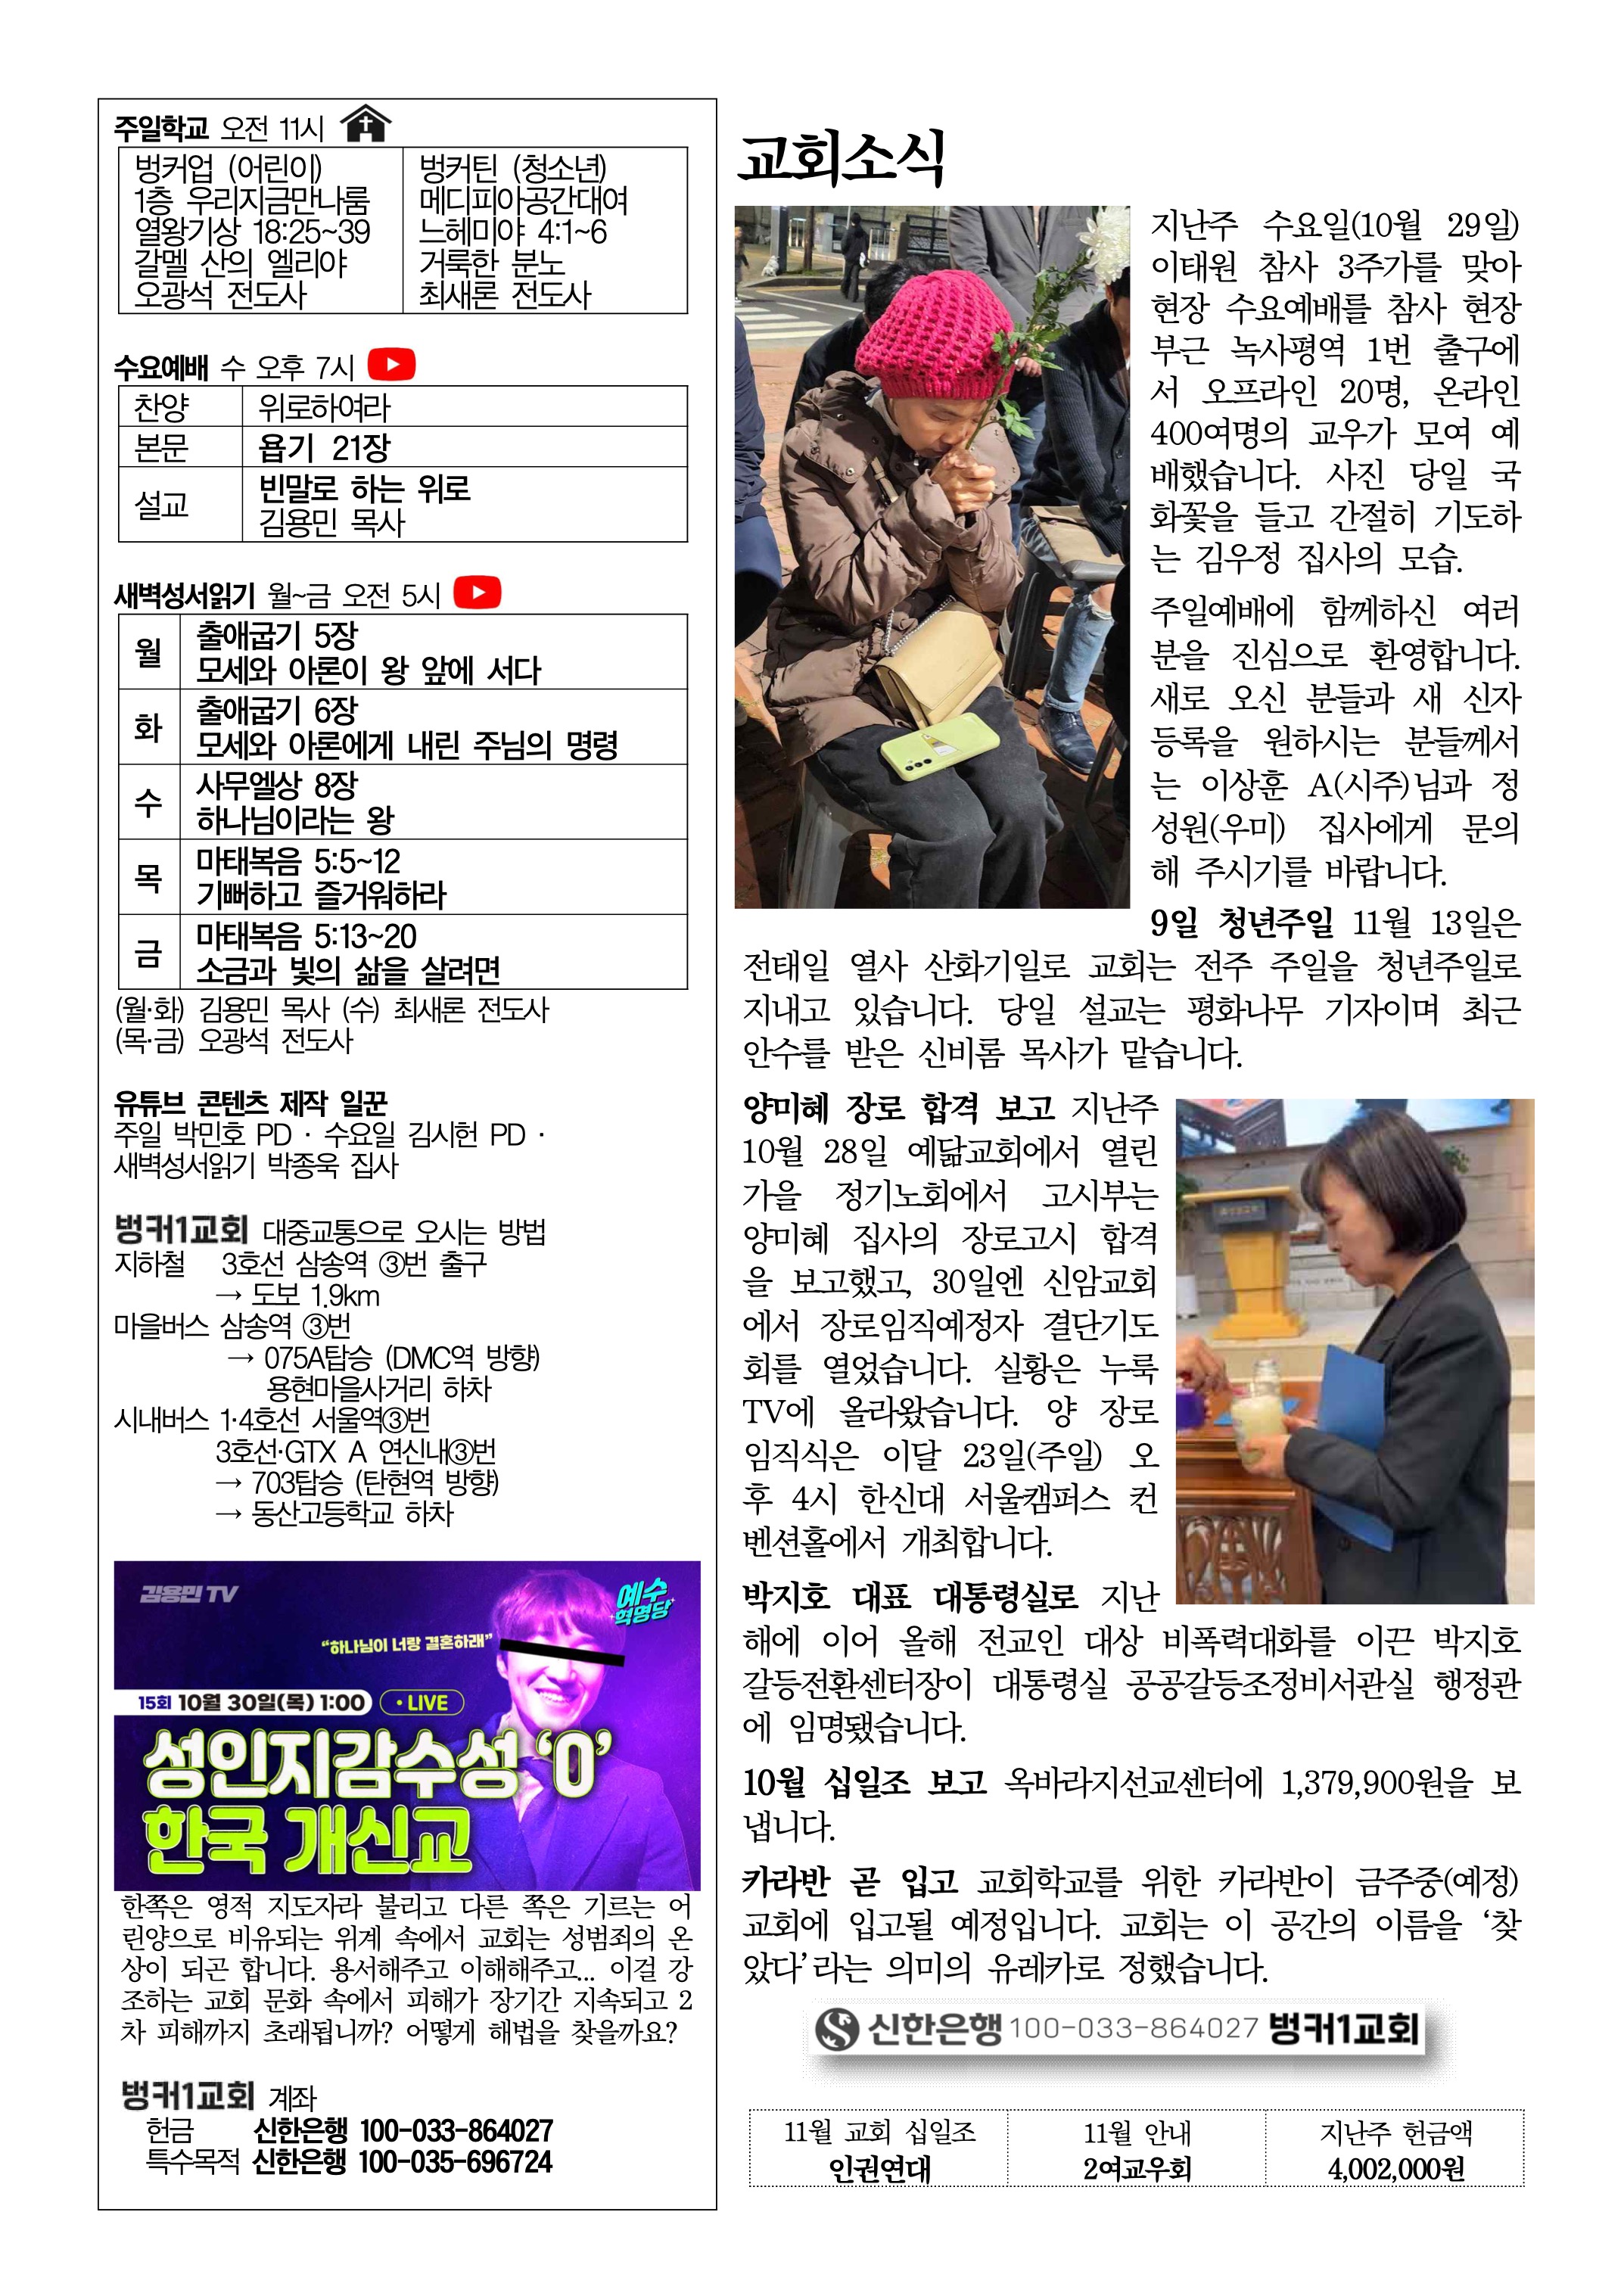 주일학교 오전 11시
벙커업 (어린이)
1층 우리지금만나룸
열왕기상 18:25~39
갈멜 산의 엘리야
오광석 전도사
벙커틴 (청소년)
메디피아공간대여
느헤미야 4:1~6
거룩한 분노
최새론 전도사
수요예배 수 오후 7시
찬양 위로하여라
본문 욥기 21장
설교 빈말로 하는 위로
김용민 목사
새벽성서읽기 월~금 오전 5시
월 출애굽기 5장
모세와 아론이 왕 앞에 서다
화 출애굽기 6장
모세와 아론에게 내린 주님의 명령
수 사무엘상 8장
하나님이라는 왕
목 마태복음 5:5~12
기뻐하고 즐거워하라
금 마태복음 5:13~20
소금과 빛의 삶을 살려면
(월·화) 김용민 목사 (수) 최새론 전도사
(목·금) 오광석 전도사
유튜브 콘텐츠 제작 일꾼
주일 박민호 PD · 수요일 김시헌 PD ·
새벽성서읽기 박종욱 집사
벙커1교회 대중교통으로 오시는 방법
지하철 3호선 삼송역 ③번 출구
→ 도보 1.9km
마을버스 삼송역 ③번
→ 075A탑승 (DMC역 방향)
용현마을사거리 하차
시내버스 1·4호선 서울역③번
3호선·GTX A 연신내③번
→ 703탑승 (탄현역 방향)
→ 동산고등학교 하차
김용민 TV
예수
혁명당
“하나님이 너랑 결혼하래”
15회 10월 30일(목) 1:00 • LIVE
성인지감수성 ‘0’
한국 개신교
한쪽은 영적 지도자라 불리고 다른 쪽은 기르는 어
린양으로 비유되는 위계 속에서 교회는 성범죄의 온
상이 되곤 합니다. 용서해주고 이해해주고... 이걸 강
조하는 교회 문화 속에서 피해가 장기간 지속되고 2
차 피해까지 초래됩니까? 어떻게 해법을 찾을까요?
벙커1교회 계좌
헌금 신한은행 100-033-864027
특수목적 신한은행 100-035-696724
교회소식
지난주 수요일(10월 29일)
이태원 참사 3주기를 맞아
현장 수요예배를 참사 현장
부근 녹사평역 1번 출구에
서 오프라인 20명, 온라인
400여명의 교우가 모여 예
배했습니다. 사진 당일 국
화꽃을 들고 간절히 기도하
는 김우정 집사의 모습.
주일예배에 함께하신 여러
분을 진심으로 환영합니다.
새로 오신 분들과 새 신자
등록을 원하시는 분들께서
는 이상훈 A(시주)님과 정
성원(우미) 집사에게 문의
해 주시기를 바랍니다.
9일 청년주일 11월 13일은
전태일 열사 산화기일로 교회는 전주 주일을 청년주일로
지내고 있습니다. 당일 설교는 평화나무 기자이며 최근
안수를 받은 신비롬 목사가 맡습니다.
양미혜 장로 합격 보고 지난주
10월 28일 예닮교회에서 열린
가을 정기노회에서 고시부는
양미혜 집사의 장로고시 합격
을 보고했고, 30일엔 신암교회
에서 장로임직예정자 결단기도
회를 열었습니다. 실황은 누룩
TV에 올라왔습니다. 양 장로
임직식은 이달 23일(주일) 오
후 4시 한신대 서울캠퍼스 컨
벤션홀에서 개최합니다.
박지호 대표 대통령실로 지난
해에 이어 올해 전교인 대상 비폭력대화를 이끈 박지호
갈등전환센터장이 대통령실 공공갈등조정비서관실 행정관
에 임명됐습니다.
10월 십일조 보고 옥바라지선교센터에 1,379,900원을 보
냅니다.
카라반 곧 입고 교회학교를 위한 카라반이 금주중(예정)
교회에 입고될 예정입니다. 교회는 이 공간의 이름을 ‘찾
았다’라는 의미의 유레카로 정했습니다.
신한은행 100-033-864027 벙커1교회
11월 교회 십일조
인권연대
11월 안내
2여교우회
지난주 헌금액
4,002,000원